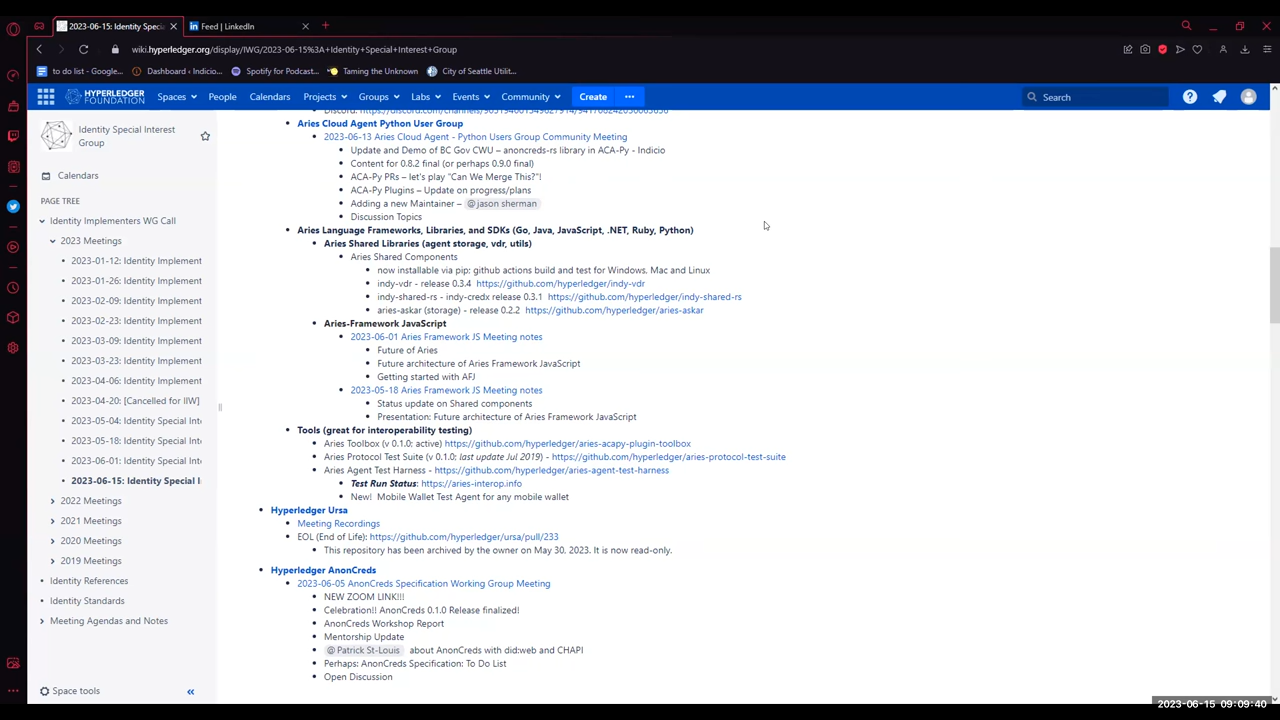 2023-06-15: Identity Speci
Feed | LinkedIn
wiki.hyperledger.org/display/IWG/2023-06-15%3A+Identity+Special+Interest+Group
to do list - Google...
Dashboard ‹ Indicio...
Spotify for Podcast...
Taming the Unknown
City of Seattle Utilit...
HYPERLEDGER FOUNDATION
Spaces
People
Calendars
Projects
Groups
Labs
Events
Community
Create
Search
Identity Special Interest
Group
Calendars
PAGE TREE
Identity Implementers WG Call
2023 Meetings
2023-01-12: Identity Implement
2023-01-26: Identity Implement
2023-02-09: Identity Implement
2023-02-23: Identity Implement
2023-03-09: Identity Implement
2023-03-23: Identity Implement
2023-04-06: Identity Implement
2023-04-20: [Cancelled for IIW]
2023-05-04: Identity Special Int
2023-05-18: Identity Special Int
2023-06-01: Identity Special Int
2023-06-15: Identity Special I
2022 Meetings
2021 Meetings
2020 Meetings
2019 Meetings
Identity References
Identity Standards
Meeting Agendas and Notes
Space tools
Aries Cloud Agent Python User Group
2023-06-13 Aries Cloud Agent - Python Users Group Community Meeting
Update and Demo of BC Gov CWU – anoncreds-rs library in ACA-Py - Indicio
Content for 0.8.2 final (or perhaps 0.9.0 final)
ACA-Py PRs – let's play "Can We Merge This?"!
ACA-Py Plugins – Update on progress/plans
Adding a new Maintainer – @jason sherman
Discussion Topics
Aries Language Frameworks, Libraries, and SDKs (Go, Java, JavaScript, .NET, Ruby, Python)
Aries Shared Libraries (agent storage, vdr, utils)
Aries Shared Components
now installable via pip: github actions build and test for Windows. Mac and Linux
indy-vdr - release 0.3.4 https://github.com/hyperledger/indy-vdr
indy-shared-rs - indy-credx release 0.3.1 https://github.com/hyperledger/indy-shared-rs
aries-askar (storage) - release 0.2.2 https://github.com/hyperledger/aries-askar
Aries-Framework JavaScript
2023-06-01 Aries Framework JS Meeting notes
Future of Aries
Future architecture of Aries Framework JavaScript
Getting started with AFJ
2023-05-18 Aries Framework JS Meeting notes
Status update on Shared components
Presentation: Future architecture of Aries Framework JavaScript
Tools (great for interoperability testing)
Aries Toolbox (v 0.1.0: active) https://github.com/hyperledger/aries-acapy-plugin-toolbox
Aries Protocol Test Suite (v 0.1.0: last update Jul 2019) - https://github.com/hyperledger/aries-protocol-test-suite
Aries Agent Test Harness - https://github.com/hyperledger/aries-agent-test-harness
Test Run Status: https://aries-interop.info
New! Mobile Wallet Test Agent for any mobile wallet
Hyperledger Ursa
Meeting Recordings
EOL (End of Life): https://github.com/hyperledger/ursa/pull/233
This repository has been archived by the owner on May 30. 2023. It is now read-only.
Hyperledger AnonCreds
2023-06-05 AnonCreds Specification Working Group Meeting
NEW ZOOM LINK!!!
Celebration!! AnonCreds 0.1.0 Release finalized!
AnonCreds Workshop Report
Mentorship Update
@Patrick St-Louis about AnonCreds with did:web and CHAPI
Perhaps: AnonCreds Specification: To Do List
Open Discussion
2023-06-15 09:09:40